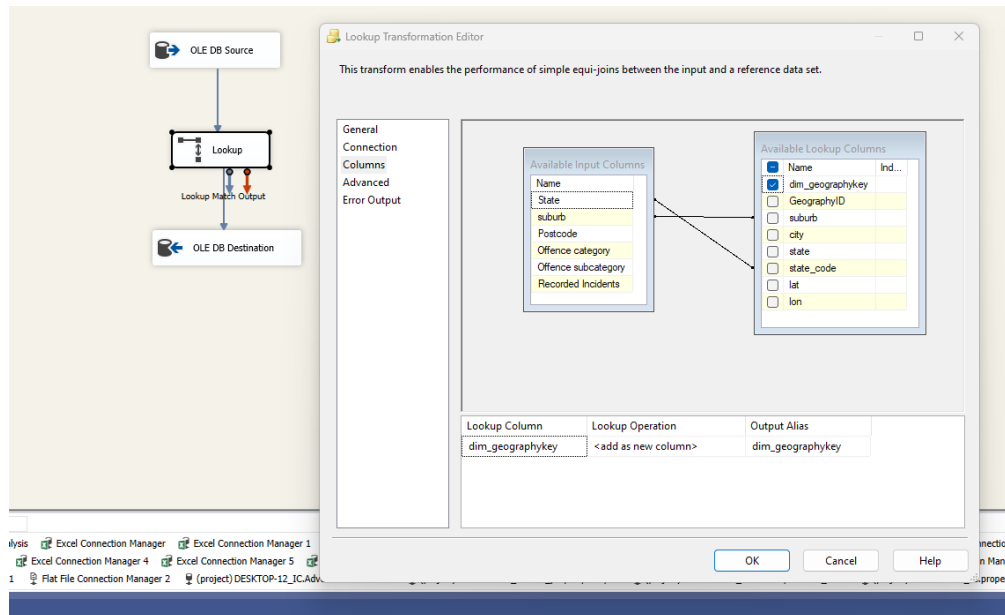 OLE DB Source
Lookup
Lookup Match Output
OLE DB Destination
Lookup Transformation Editor
This transform enables the performance of simple equi-joins between the input and a reference data set.
General
Connection
Columns
Advanced
Error Output
Available Input Columns
Name
State
suburb
Postcode
Offence category
Offence subcategory
Recorded Incidents
Available Lookup Columns
Name Ind...
dim_geographykey
GeographyID
suburb
city
state
state_code
lat
lon
Lookup Column Lookup Operation Output Alias
dim_geographykey <add as new column> dim_geographykey
OK Cancel Help
lysis Excel Connection Manager Excel Connection Manager 1
Excel Connection Manager 4 Excel Connection Manager 5
1 Flat File Connection Manager 2 (project) DESKTOP-12_IC.Adv